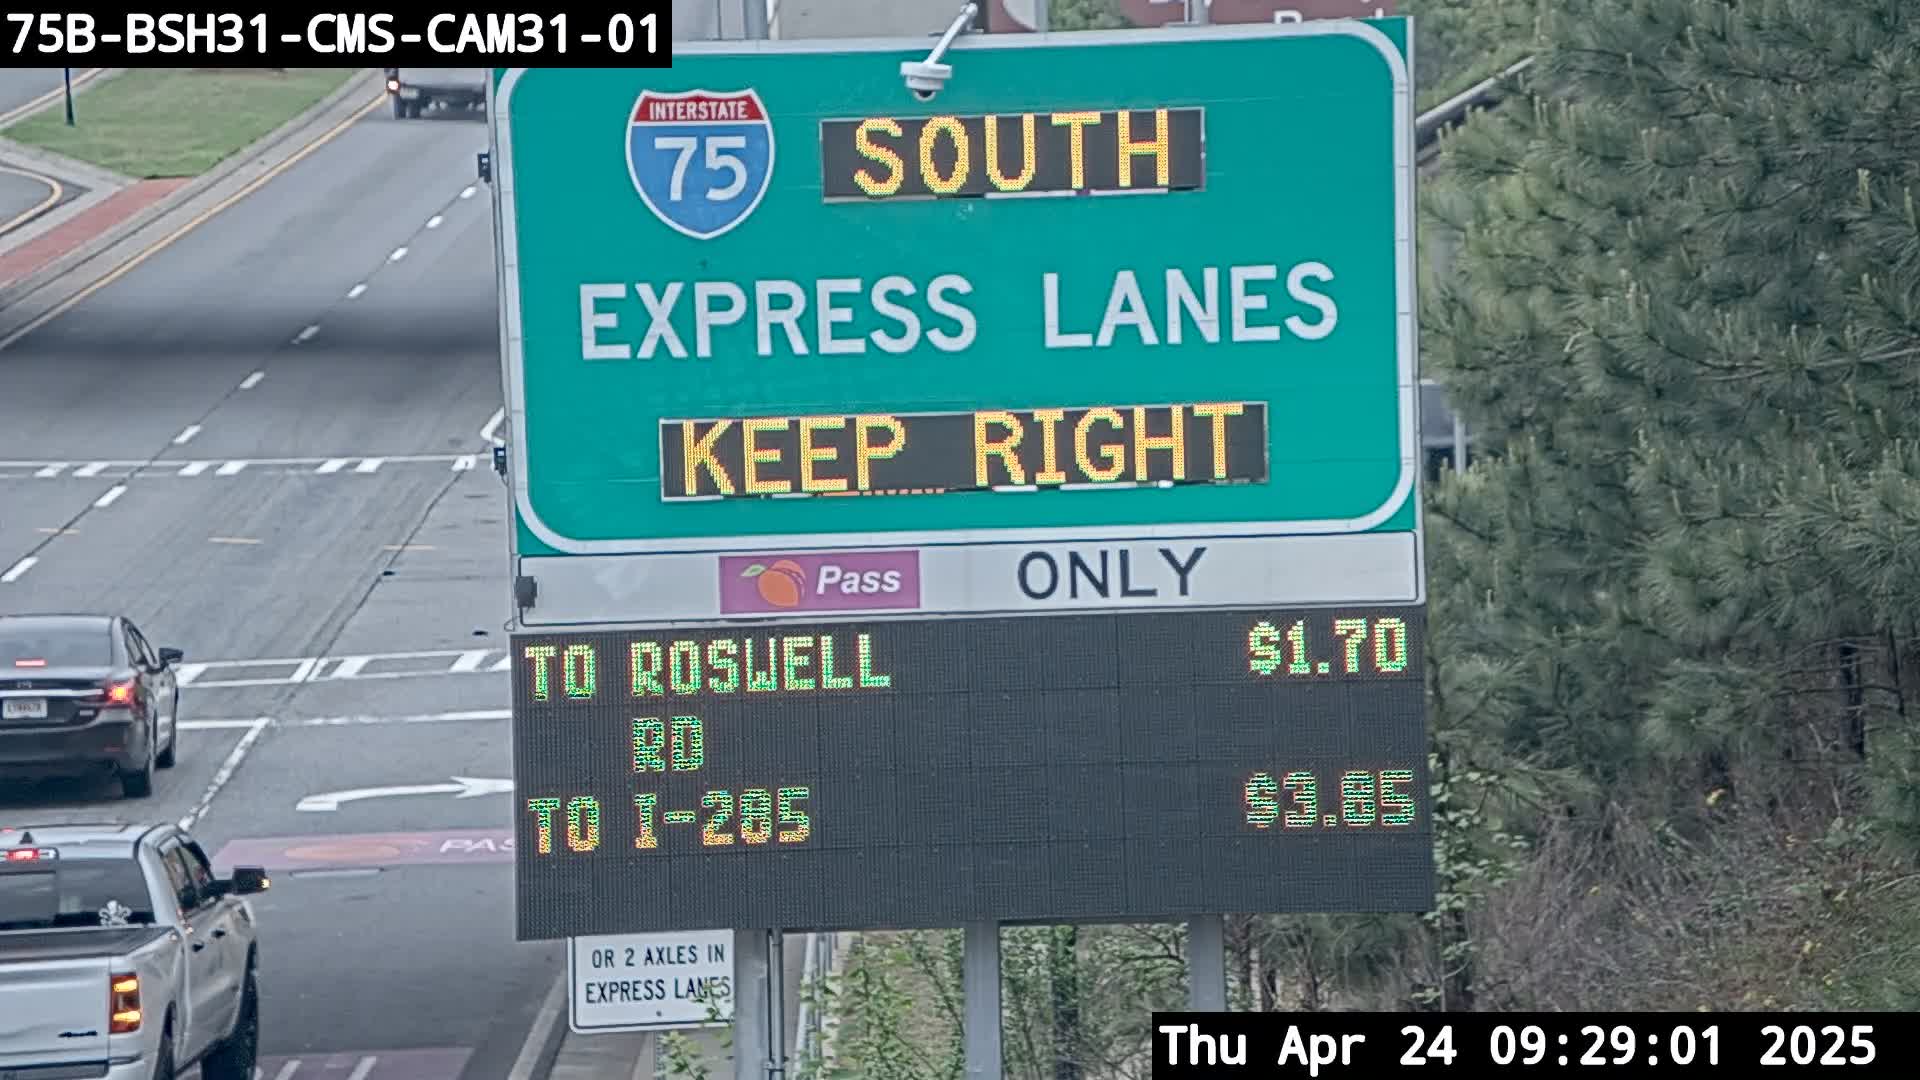 75B-BSH31-CMS-CAM31-01
INTERSTATE
75
SOUTH
EXPRESS LANES
KEEP RIGHT
Pass ONLY
TO ROSWELL $1.70
RD
TO I-285 $3.85
OR 2 AXLES IN
EXPRESS LANES
Thu Apr 24 09:29:01 2025